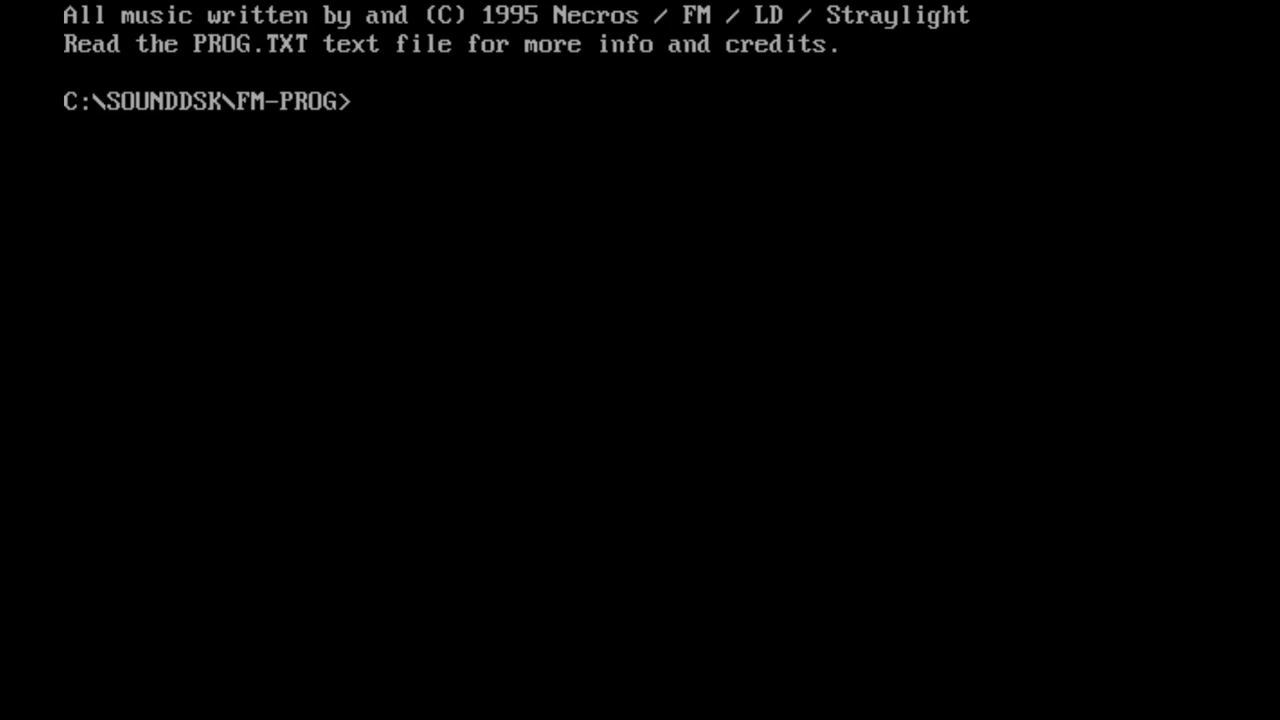 All music written by and (C) 1995 Necros / FM / LD / Straylight
Read the PROG.TXT text file for more info and credits.
C:\SOUNDDSK\FM-PROG>